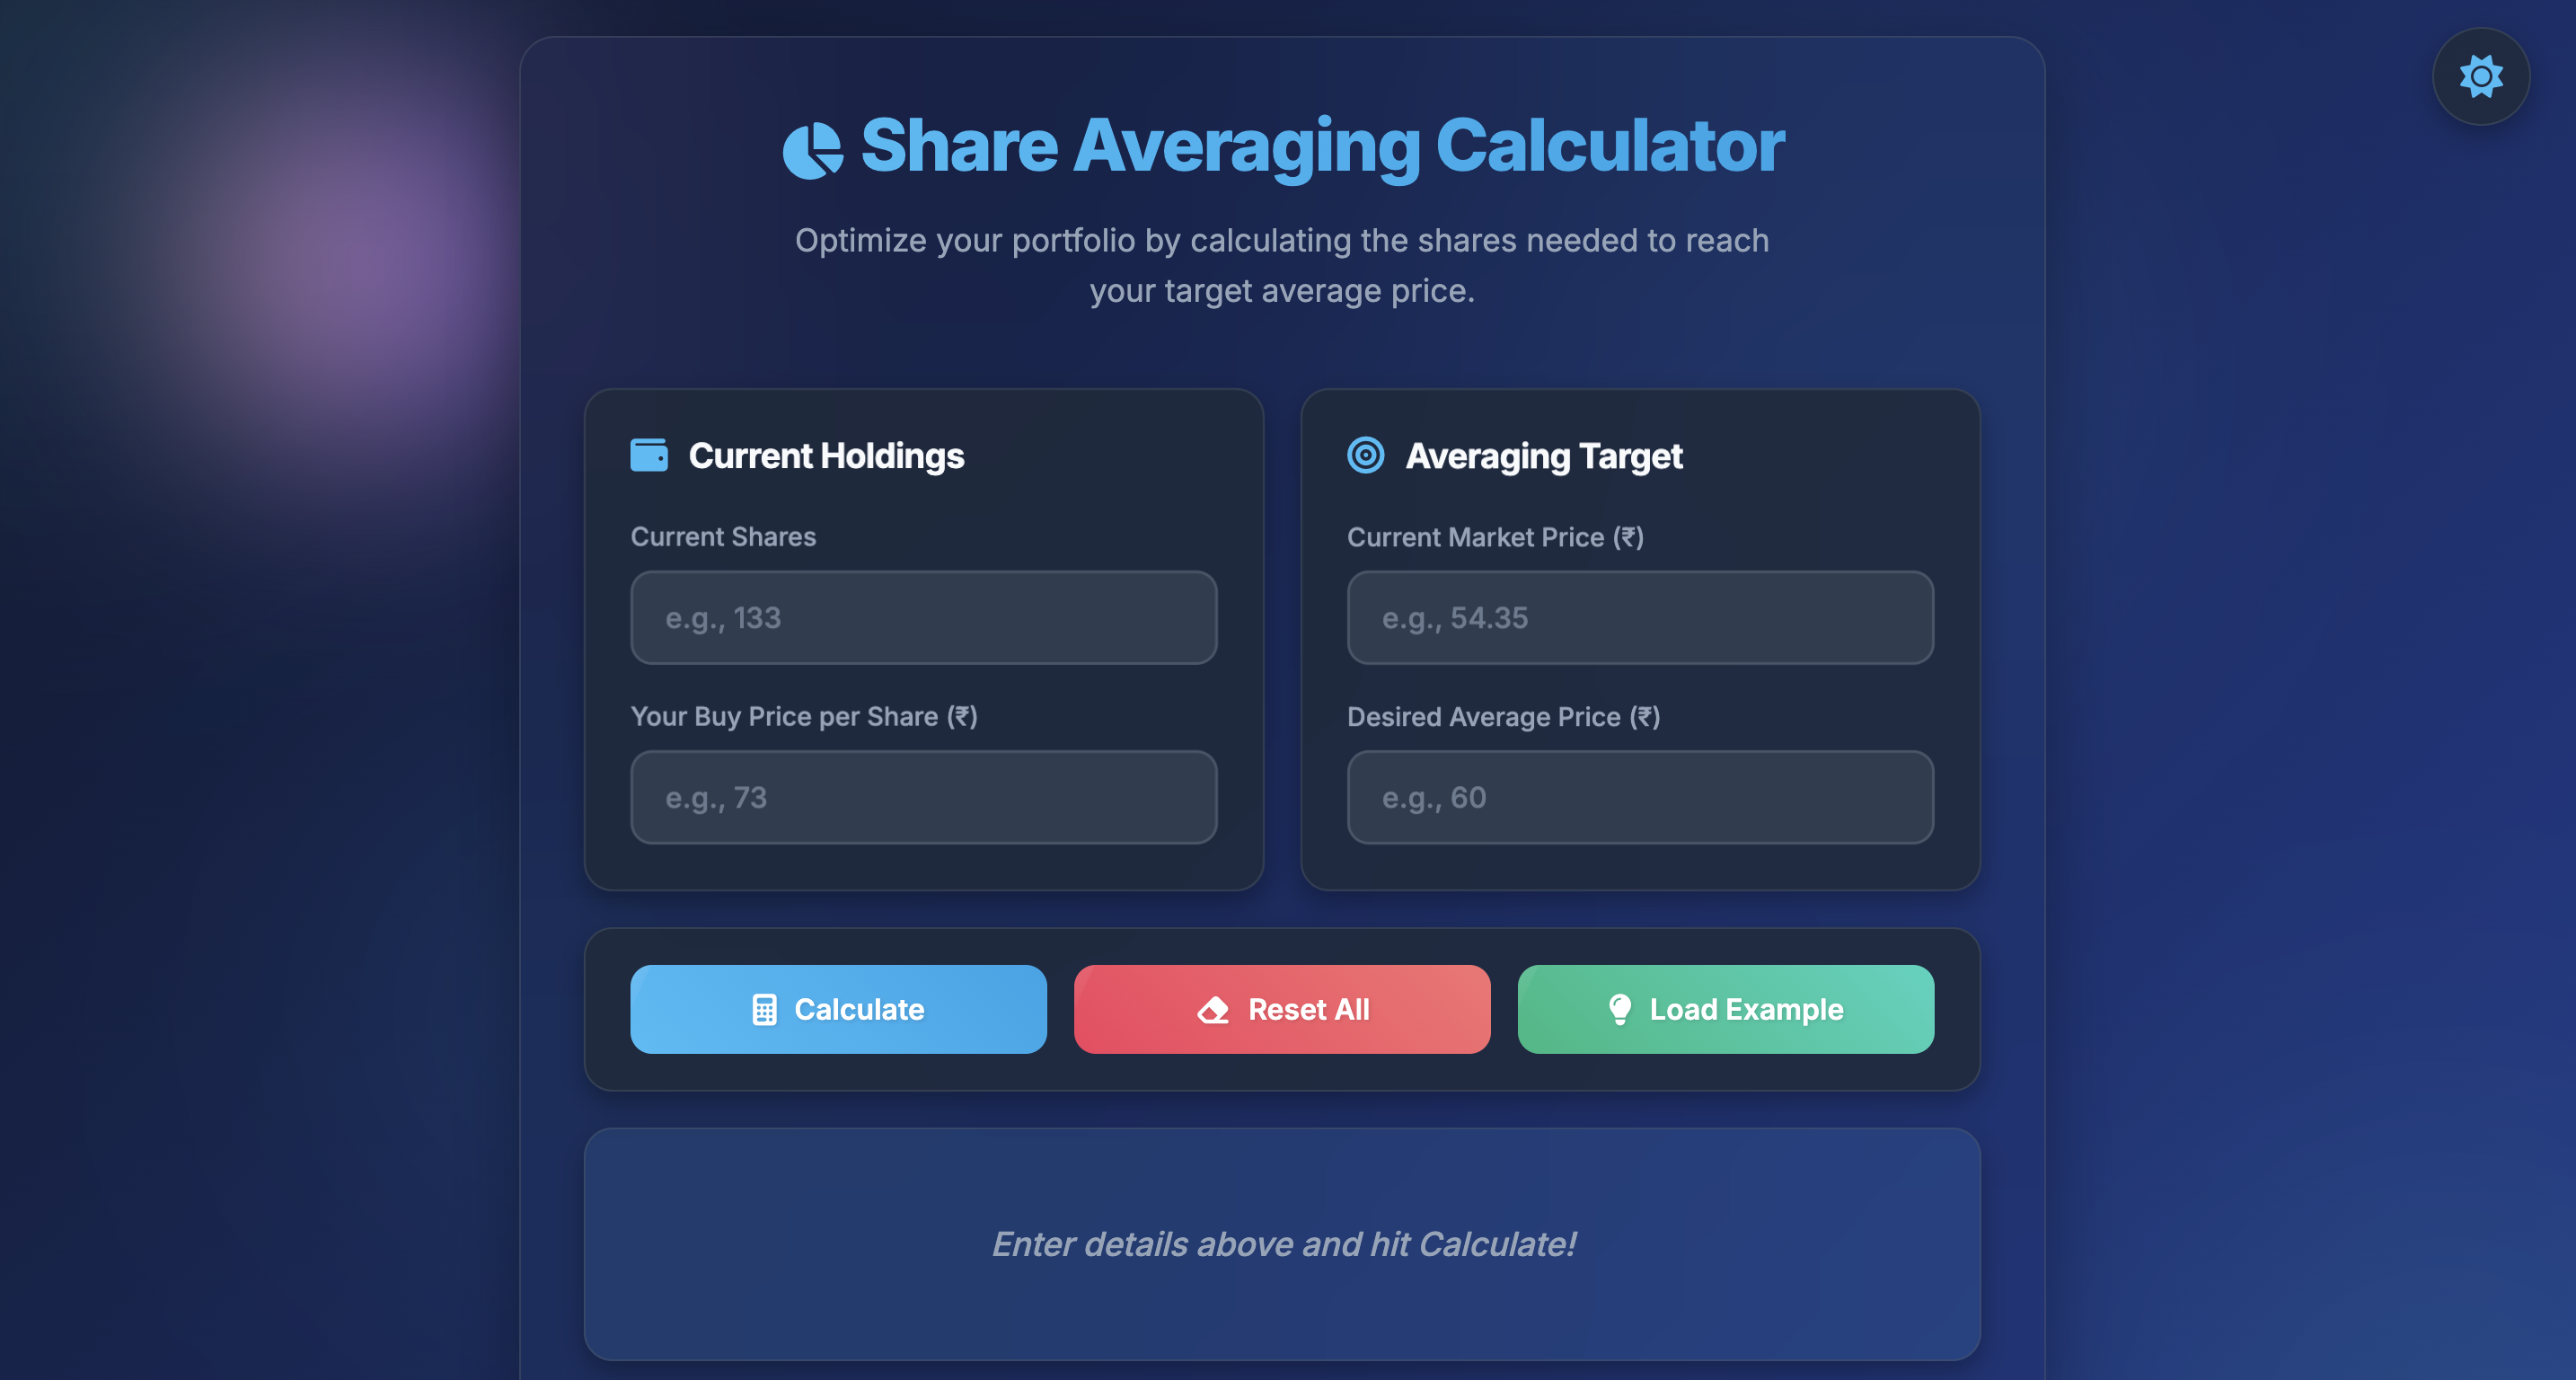 Share Averaging Calculator
Optimize your portfolio by calculating the shares needed to reach
your target average price.
Current Holdings
Current Shares
e.g., 133
Your Buy Price per Share (₹)
e.g., 73
Averaging Target
Current Market Price (₹)
e.g., 54.35
Desired Average Price (₹)
e.g., 60
Calculate
Reset All
Load Example
Enter details above and hit Calculate!